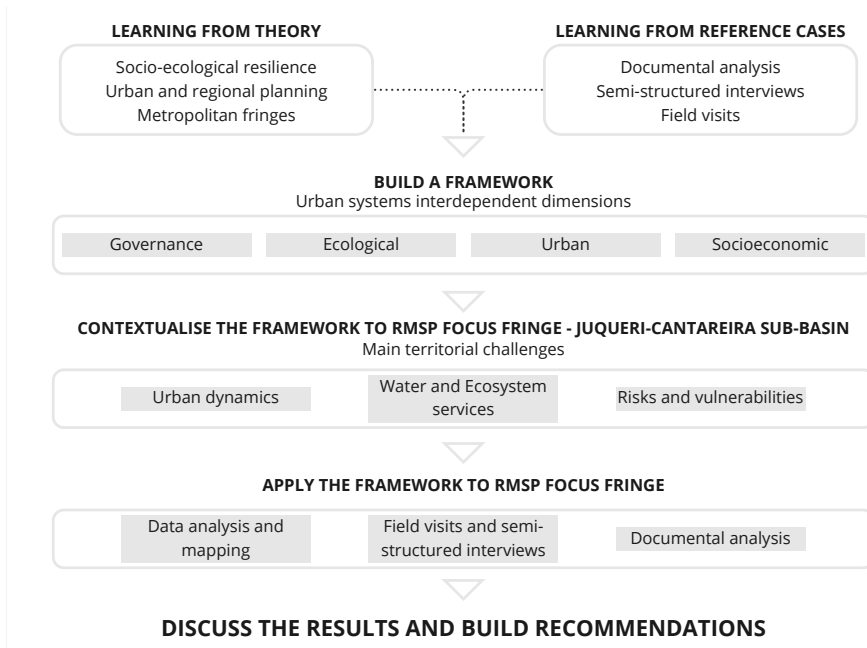 LEARNING FROM THEORY
Socio-ecological resilience
Urban and regional planning
Metropolitan fringes
LEARNING FROM REFERENCE CASES
Documental analysis
Semi-structured interviews
Field visits
BUILD A FRAMEWORK
Urban systems interdependent dimensions
Governance
Ecological
Urban
Socioeconomic
CONTEXTUALISE THE FRAMEWORK TO RMSP FOCUS FRINGE - JUQUERI-CANTAREIRA SUB-BASIN
Main territorial challenges
Urban dynamics
Water and Ecosystem
services
Risks and vulnerabilities
APPLY THE FRAMEWORK TO RMSP FOCUS FRINGE
Data analysis and
mapping
Field visits and semi-
structured interviews
Documental analysis
DISCUSS THE RESULTS AND BUILD RECOMMENDATIONS